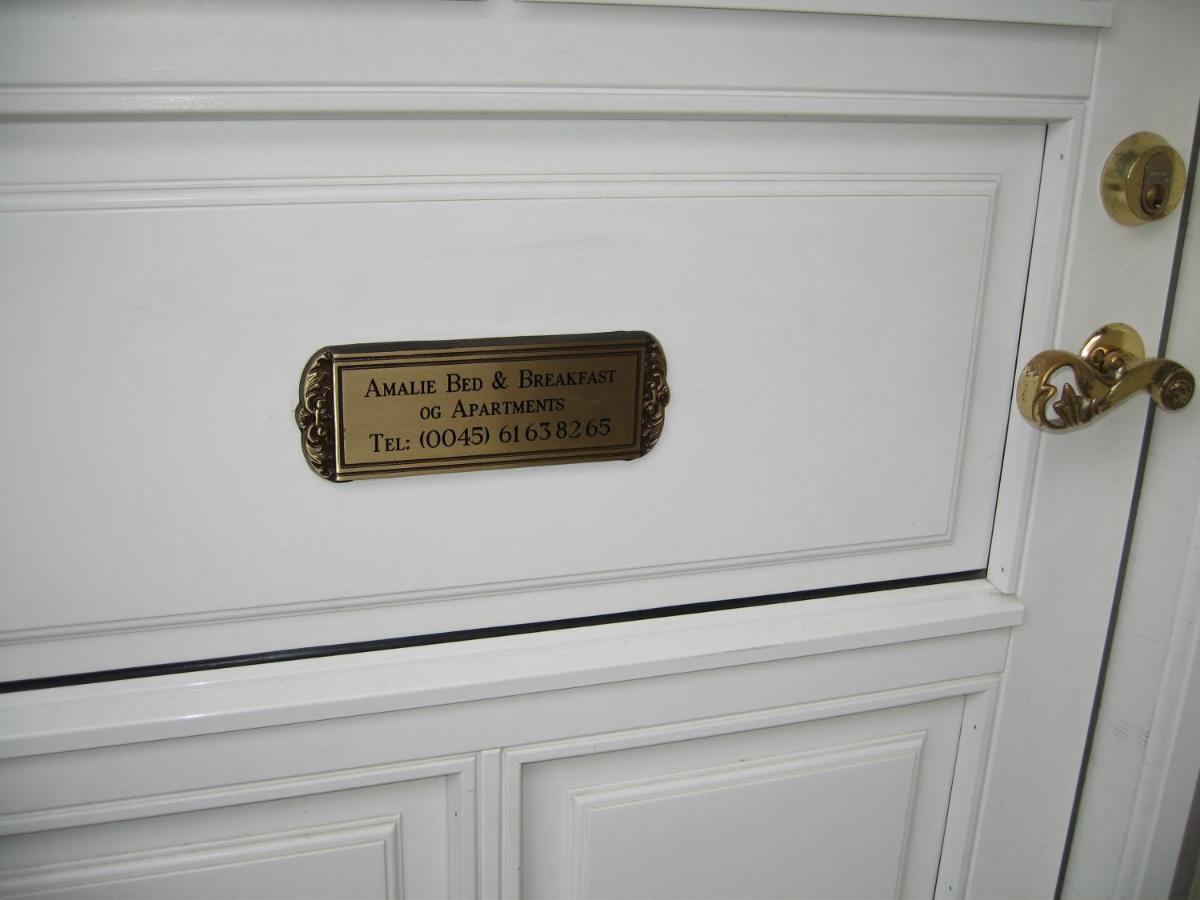 Amalie Bed & Breakfast
og Apartments
Tel: (0045) 61 63 82 65